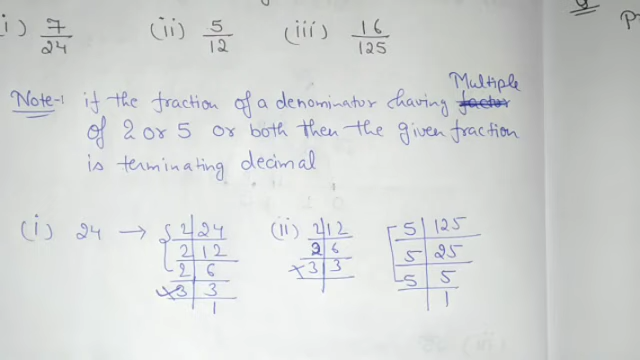 i) 7/24 (ii) 5/12 (iii) 16/125
Multiple
Note-1 if the fraction of a denominator having factor
of 2 or 5 or both then the given fraction
is terminating decimal
(i) 24 → 2 | 24 (ii) 2 | 12 5 | 125
2 | 12 2 | 6 5 | 25
2 | 6 ×3 | 3 5 | 5
×3 | 3 1
1